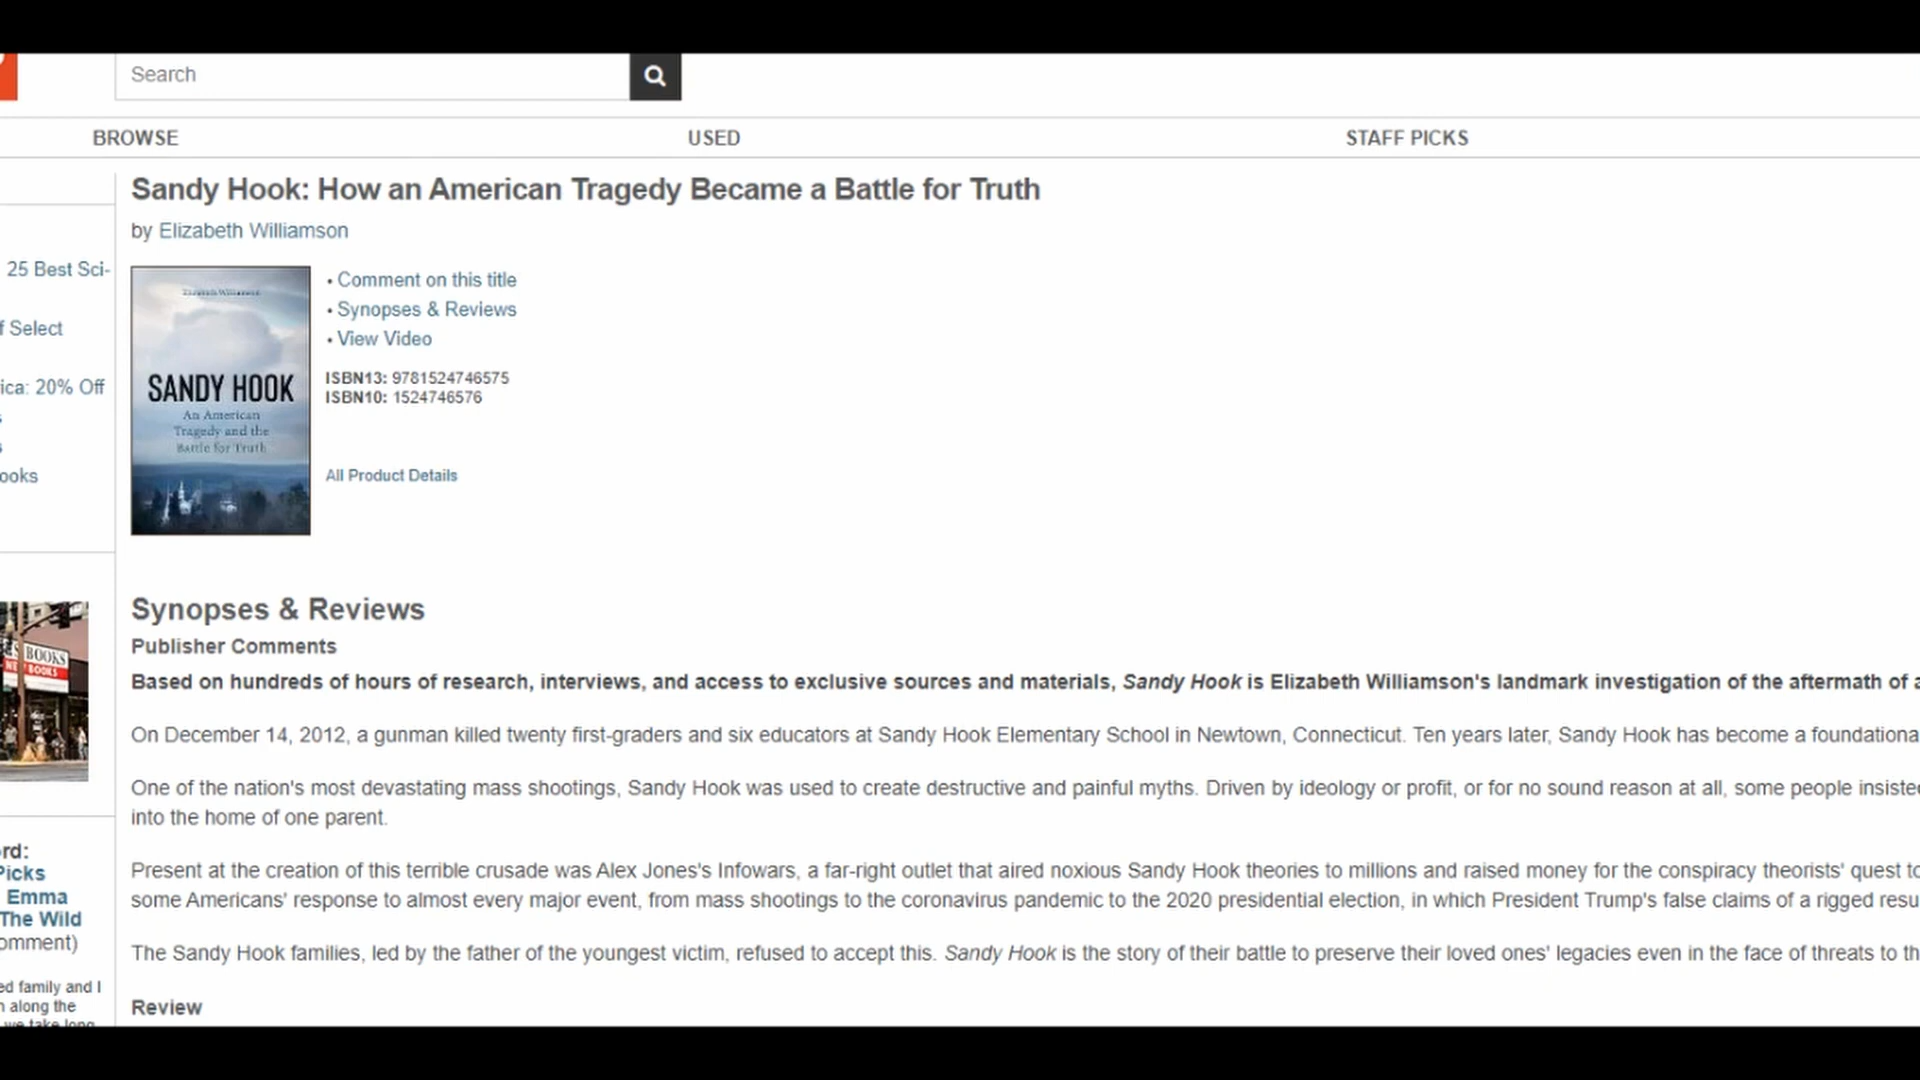 Search
BROWSE
USED
STAFF PICKS
Sandy Hook: How an American Tragedy Became a Battle for Truth
by Elizabeth Williamson
25 Best Sci-
f Select
ica: 20% Off
ooks
Elizabeth Williamson
SANDY HOOK
An American
Tragedy and the
Battle for Truth
• Comment on this title
• Synopses & Reviews
• View Video
ISBN13: 9781524746575
ISBN10: 1524746576
All Product Details
BOOKS
BOOKS
Synopses & Reviews
Publisher Comments
Based on hundreds of hours of research, interviews, and access to exclusive sources and materials, Sandy Hook is Elizabeth Williamson's landmark investigation of the aftermath of a
On December 14, 2012, a gunman killed twenty first-graders and six educators at Sandy Hook Elementary School in Newtown, Connecticut. Ten years later, Sandy Hook has become a foundationa
One of the nation's most devastating mass shootings, Sandy Hook was used to create destructive and painful myths. Driven by ideology or profit, or for no sound reason at all, some people insisted
into the home of one parent.
Present at the creation of this terrible crusade was Alex Jones's Infowars, a far-right outlet that aired noxious Sandy Hook theories to millions and raised money for the conspiracy theorists' quest to
some Americans' response to almost every major event, from mass shootings to the coronavirus pandemic to the 2020 presidential election, in which President Trump's false claims of a rigged resu
The Sandy Hook families, led by the father of the youngest victim, refused to accept this. Sandy Hook is the story of their battle to preserve their loved ones' legacies even in the face of threats to th
Review
ord:
Picks
Emma
The Wild
omment)
ed family and I
n along the
we take long